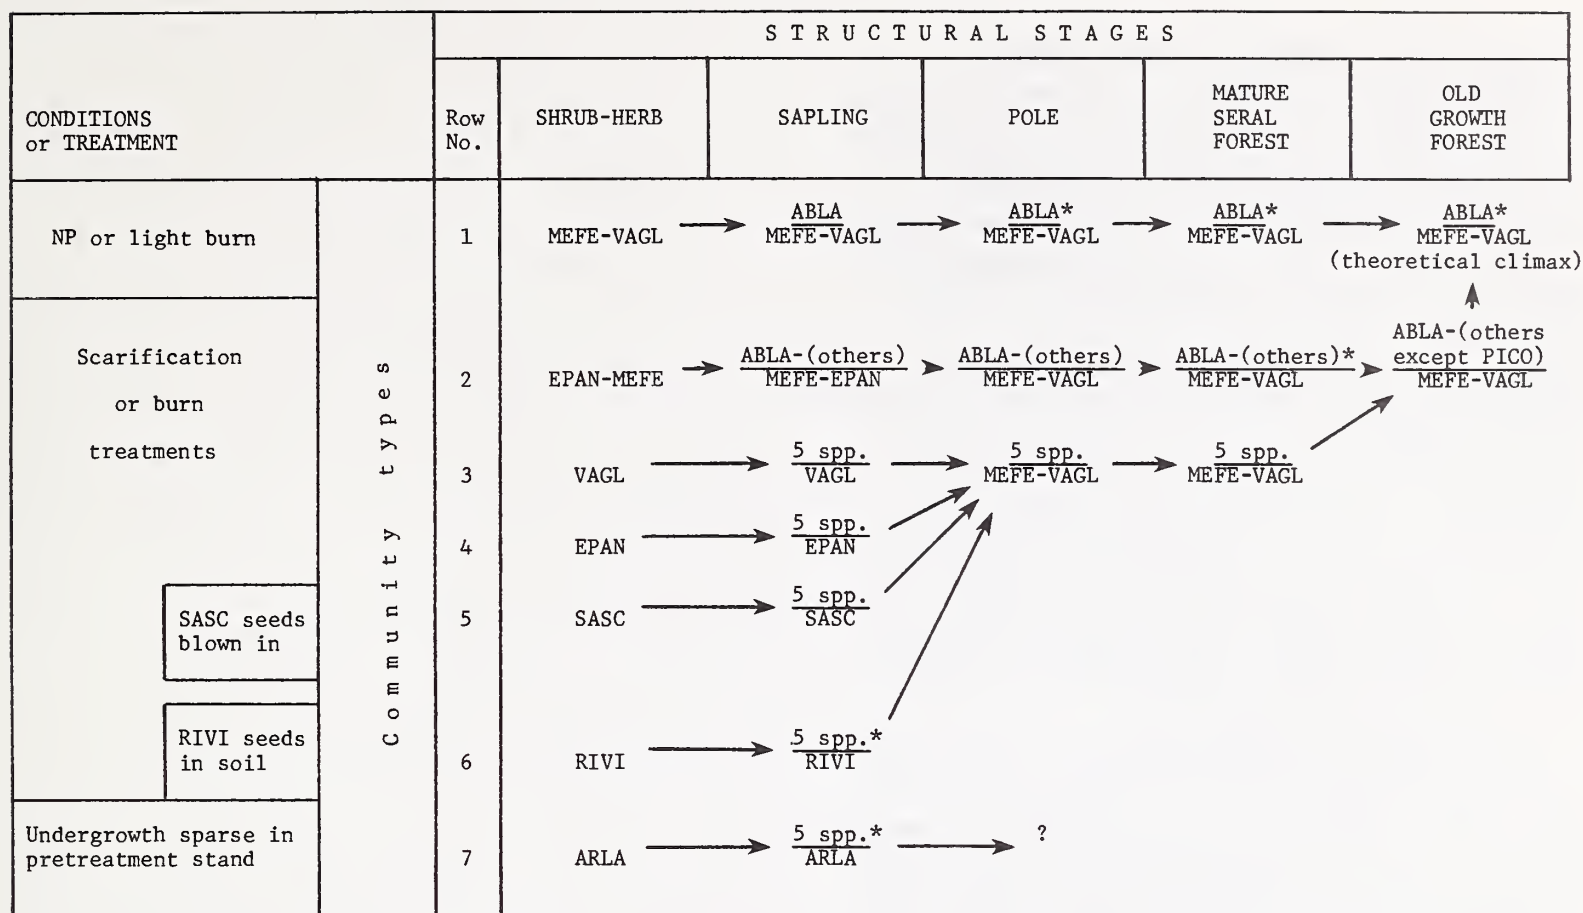 STRUCTURAL STAGES
CONDITIONS
or TREATMENT
Row
No.
SHRUB-HERB
SAPLING
POLE
MATURE
SERAL
FOREST
OLD
GROWTH
FOREST
Community types
NP or light burn
1
MEFE-VAGL
ABLA
MEFE-VAGL
ABLA*
MEFE-VAGL
ABLA*
MEFE-VAGL
ABLA*
MEFE-VAGL
(theoretical climax)
Scarification
or burn
treatments
2
EPAN-MEFE
ABLA-(others)
MEFE-EPAN
ABLA-(others)
MEFE-VAGL
ABLA-(others)*
MEFE-VAGL
ABLA-(others
except PICO)
MEFE-VAGL
3
VAGL
5 spp.
VAGL
5 spp.
MEFE-VAGL
5 spp.
MEFE-VAGL
4
EPAN
5 spp.
EPAN
SASC seeds
blown in
5
SASC
5 spp.
SASC
RIVI seeds
in soil
6
RIVI
5 spp.*
RIVI
Undergrowth sparse in
pretreatment stand
7
ARLA
5 spp.*
ARLA
?